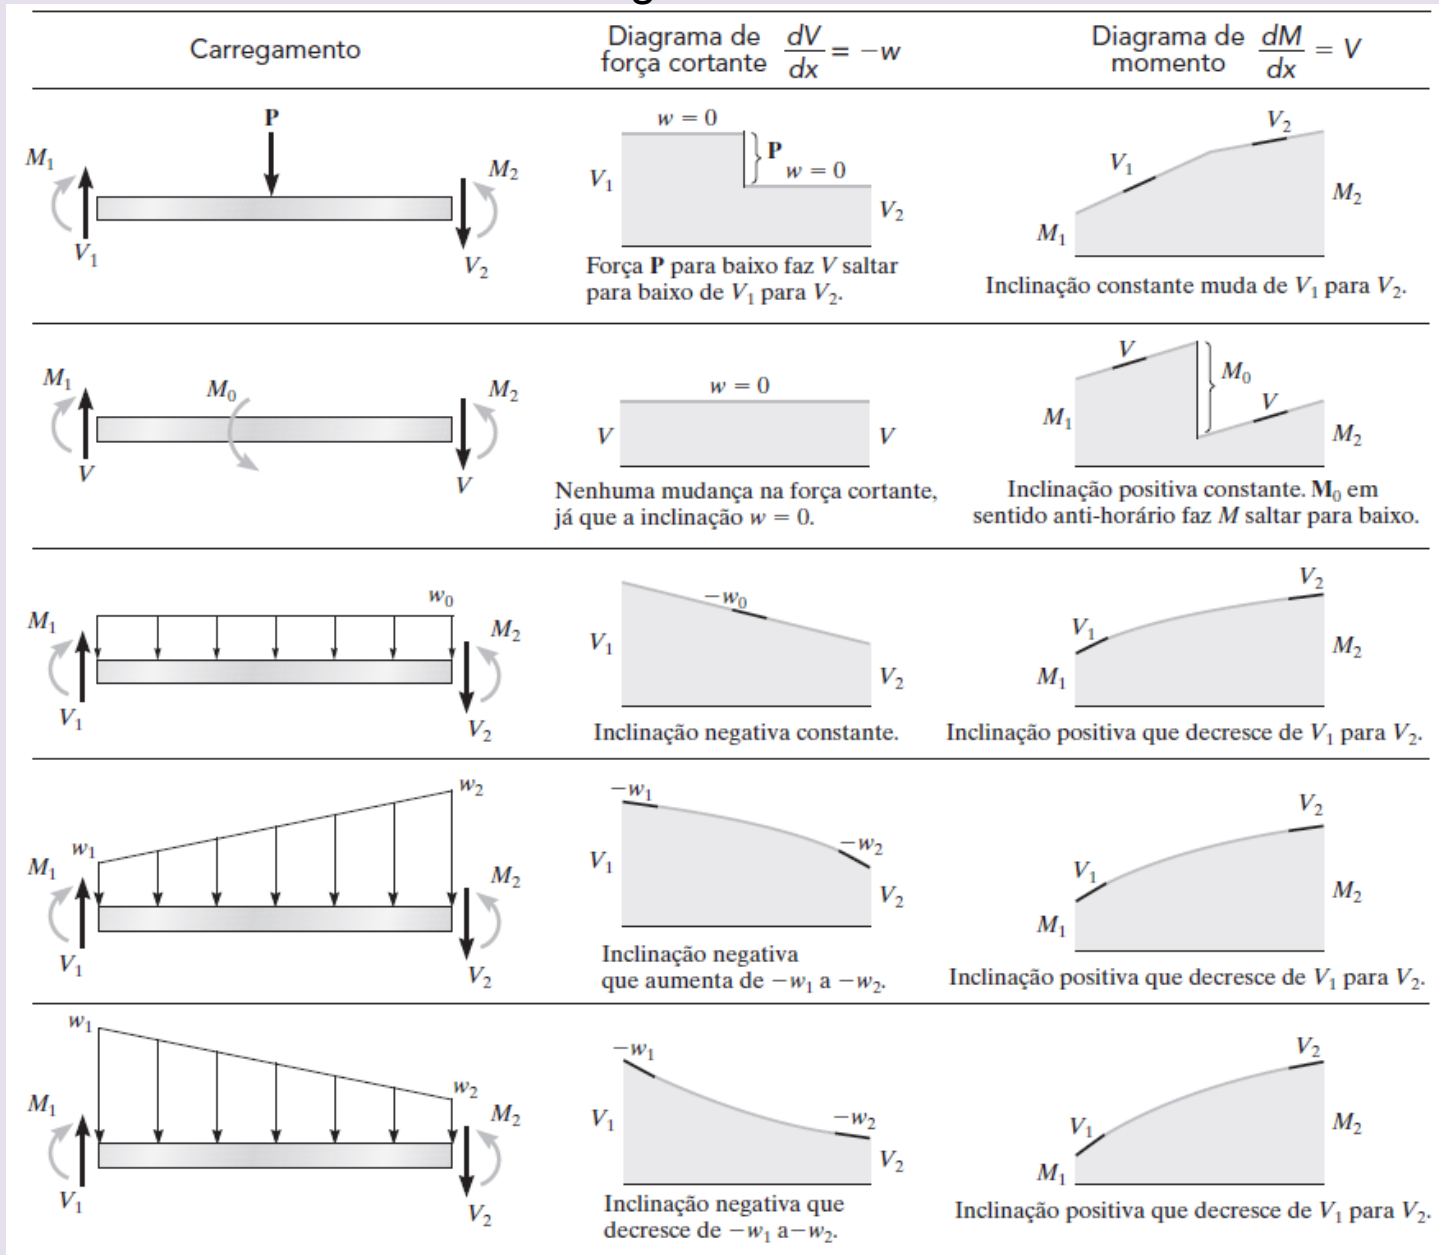 Carregamento
Diagrama de força cortante dV/dx = −w
Diagrama de momento dM/dx = V
P
M₁
V₁
M₂
V₂
w = 0
P
w = 0
V₁
V₂
Força P para baixo faz V saltar
para baixo de V₁ para V₂.
V₁
V₂
M₁
M₂
Inclinação constante muda de V₁ para V₂.
M₁
M₀
M₂
V
V
w = 0
V
V
Nenhuma mudança na força cortante,
já que a inclinação w = 0.
V
M₀
V
M₁
M₂
Inclinação positiva constante. M₀ em
sentido anti-horário faz M saltar para baixo.
w₀
M₁
M₂
V₁
V₂
−w₀
V₁
V₂
Inclinação negativa constante.
V₂
V₁
M₁
M₂
Inclinação positiva que decresce de V₁ para V₂.
w₂
w₁
M₁
M₂
V₁
V₂
−w₁
−w₂
V₁
V₂
Inclinação negativa
que aumenta de −w₁ a −w₂.
V₂
V₁
M₁
M₂
Inclinação positiva que decresce de V₁ para V₂.
w₁
w₂
M₁
M₂
V₁
V₂
−w₁
−w₂
V₁
V₂
Inclinação negativa que
decresce de −w₁ a−w₂.
V₂
V₁
M₁
M₂
Inclinação positiva que decresce de V₁ para V₂.